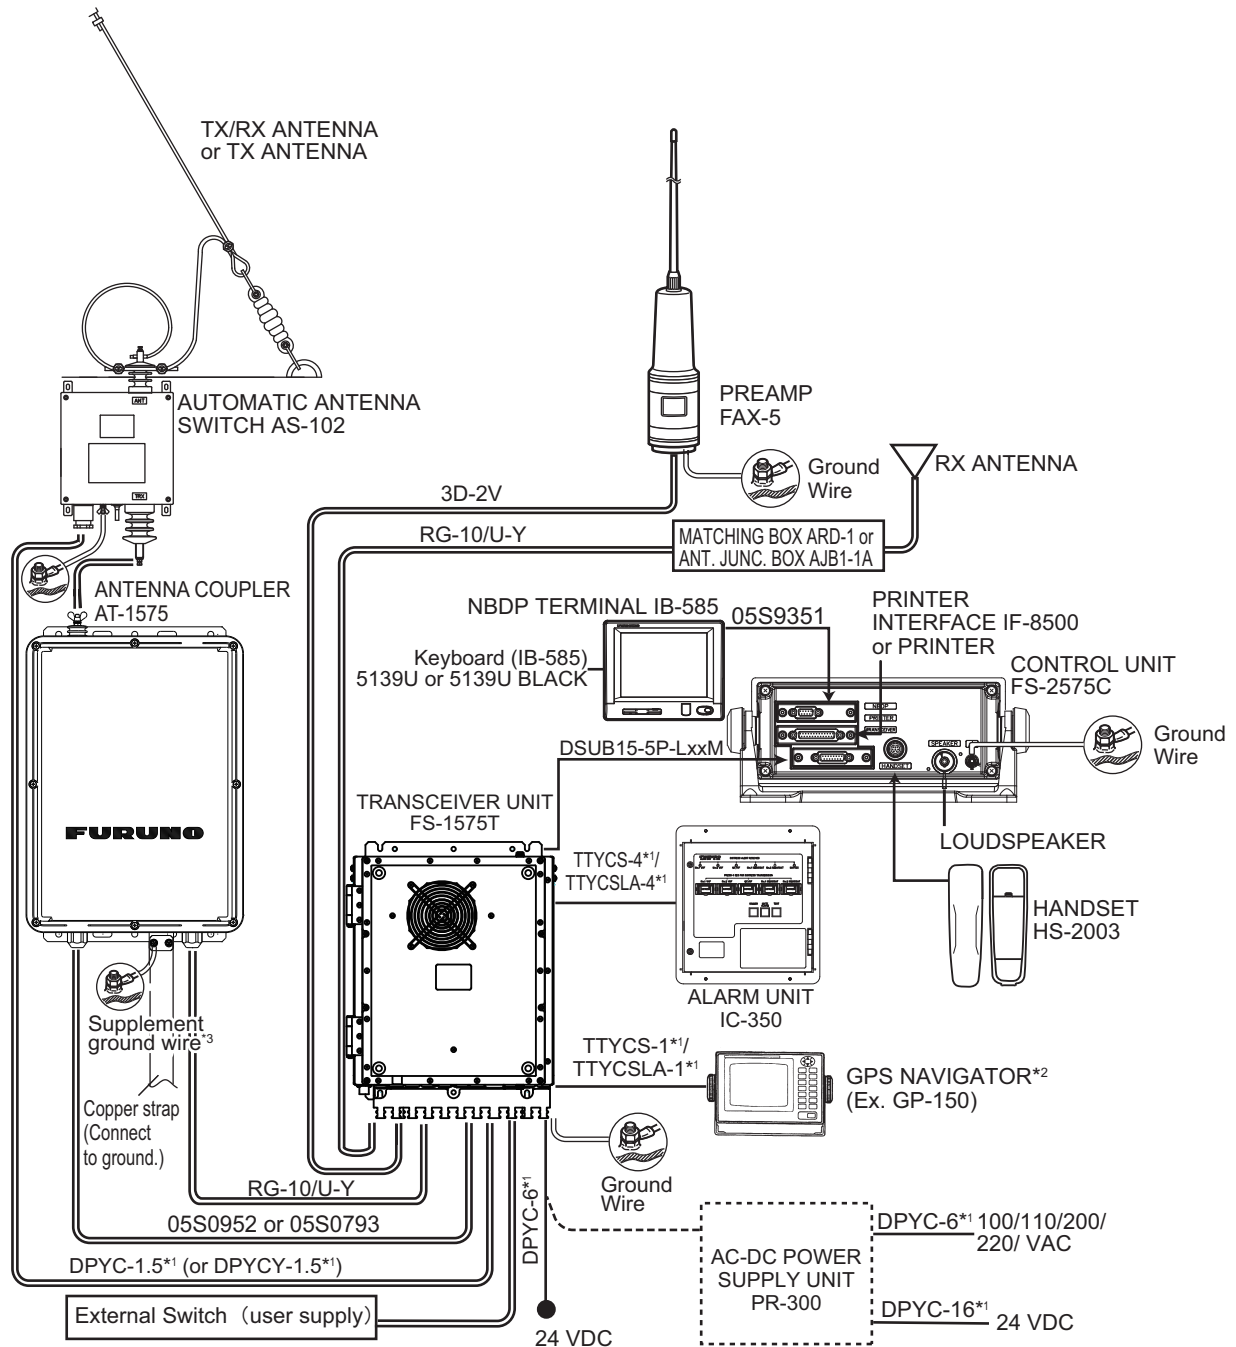 TX/RX ANTENNA
or TX ANTENNA
PREAMP
FAX-5
AUTOMATIC ANTENNA
SWITCH AS-102
ANT
Ground
Wire
RX ANTENNA
3D-2V
RG-10/U-Y
MATCHING BOX ARD-1 or
ANT. JUNC. BOX AJB1-1A
ANTENNA COUPLER
AT-1575
NBDP TERMINAL IB-585
05S9351
PRINTER
INTERFACE IF-8500
or PRINTER
Keyboard (IB-585)
5139U or 5139U BLACK
CONTROL UNIT
FS-2575C
NBDP
PRINTER
TRANSCEIVER
SPEAKER
HANDSET
Ground
Wire
DSUB15-5P-LxxM
TRANSCEIVER UNIT
FS-1575T
FURUNO
LOUDSPEAKER
TTYCS-4*1/
TTYCSLA-4*1
HANDSET
HS-2003
ALARM UNIT
IC-350
Supplement
ground wire*3
TTYCS-1*1/
TTYCSLA-1*1
GPS NAVIGATOR*2
(Ex. GP-150)
Copper strap
(Connect
to ground.)
Ground
Wire
RG-10/U-Y
05S0952 or 05S0793
DPYC-6*1
DPYC-1.5*1 (or DPYCY-1.5*1)
External Switch (user supply)
24 VDC
AC-DC POWER
SUPPLY UNIT
PR-300
DPYC-6*1 100/110/200/
220/ VAC
DPYC-16*1 24 VDC